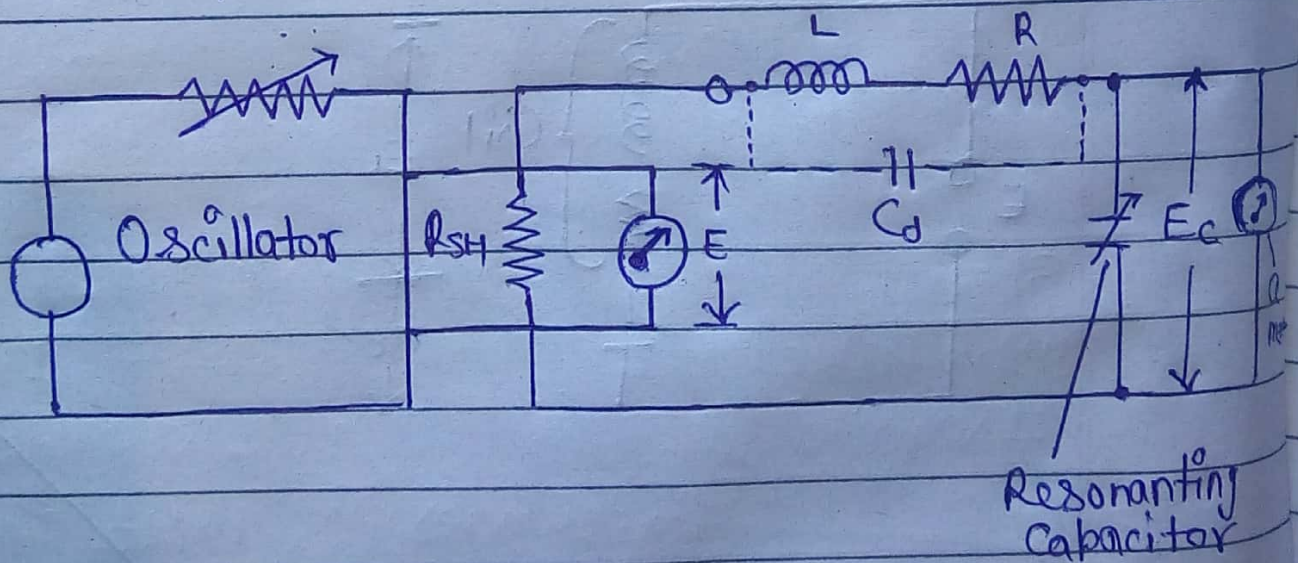 L
R
Oscillator
RSH
E
Cd
Ec
Q
Resonanting
Capacitor